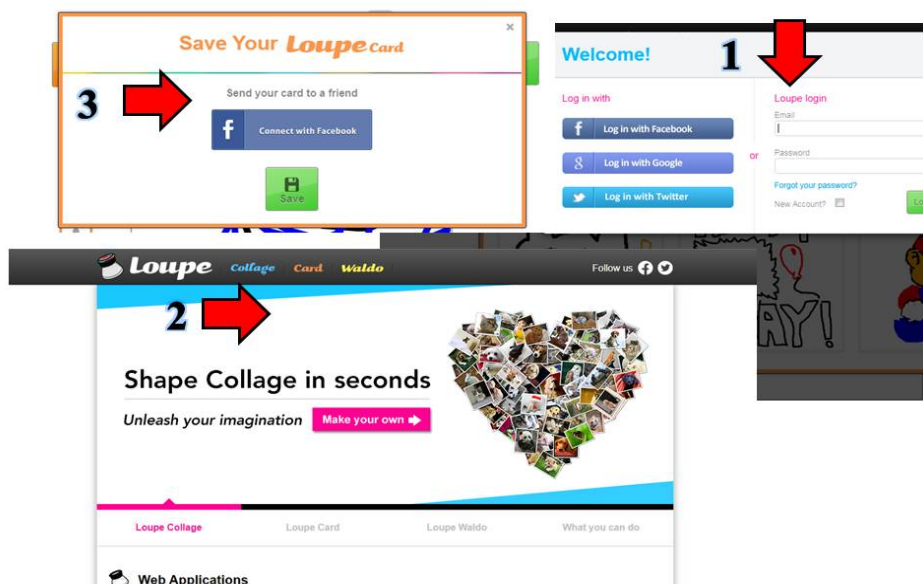 ×
Save Your Loupe Card
3
Send your card to a friend
f Connect with Facebook
Save
Welcome!
1
Log in with
Loupe login
Email
f Log in with Facebook
Password
8 Log in with Google
or
Forgot your password?
Log in with Twitter
New Account?
Loupe Collage Card Waldo
Follow us
2
Shape Collage in seconds
Unleash your imagination
Make your own
Loupe Collage
Loupe Card
Loupe Waldo
What you can do
Web Applications